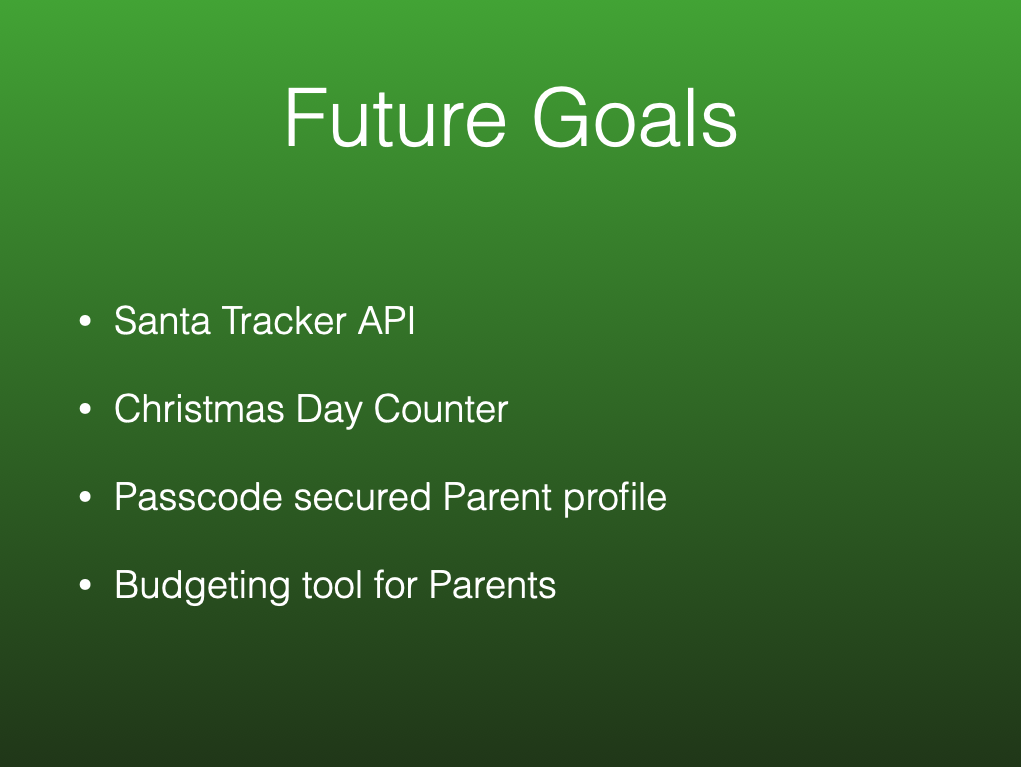 Future Goals
• Santa Tracker API
• Christmas Day Counter
• Passcode secured Parent profile
• Budgeting tool for Parents